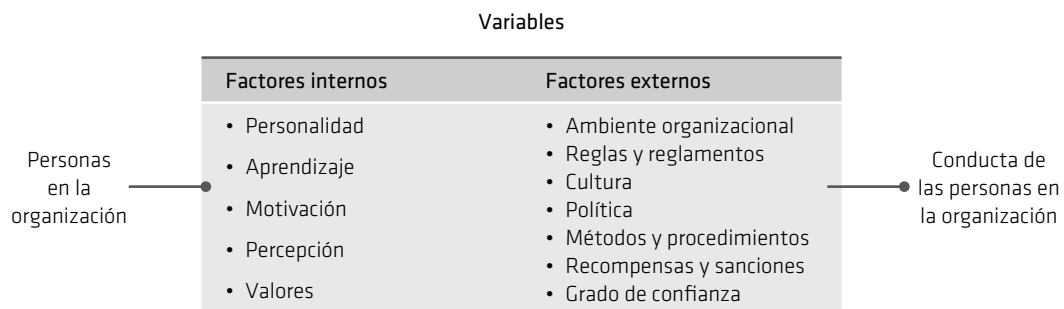 Variables
Factores internos
Factores externos
• Personalidad
• Aprendizaje
• Motivación
• Percepción
• Valores
• Ambiente organizacional
• Reglas y reglamentos
• Cultura
• Política
• Métodos y procedimientos
• Recompensas y sanciones
• Grado de confianza
Personas
en la
organización
Conducta de
las personas en
la organización